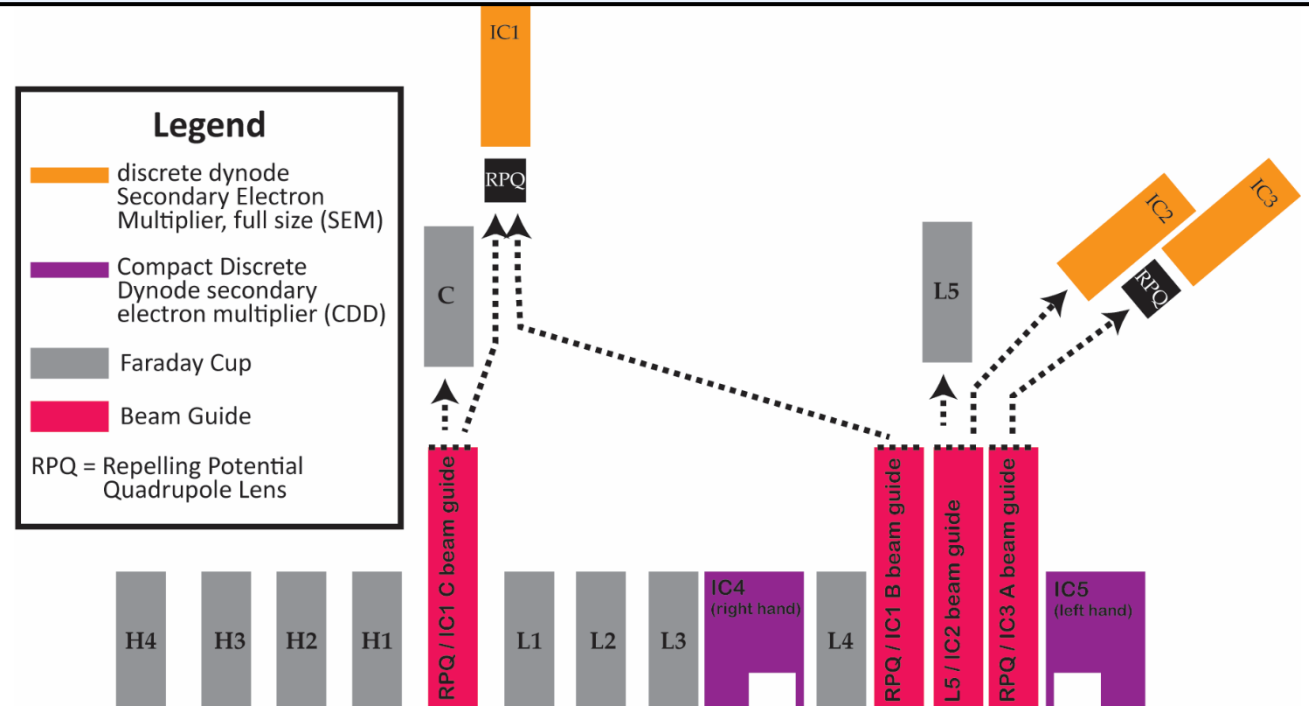 IC1
Legend
discrete dynode
Secondary Electron
Multiplier, full size (SEM)
Compact Discrete
Dynode secondary
electron multiplier (CDD)
Faraday Cup
Beam Guide
RPQ = Repelling Potential
Quadrupole Lens
RPQ
C
L5
IC2
IC3
RPQ
H4
H3
H2
H1
RPQ / IC1 C beam guide
L1
L2
L3
IC4
(right hand)
L4
RPQ / IC1 B beam guide
L5 / IC2 beam guide
RPQ / IC3 A beam guide
IC5
(left hand)